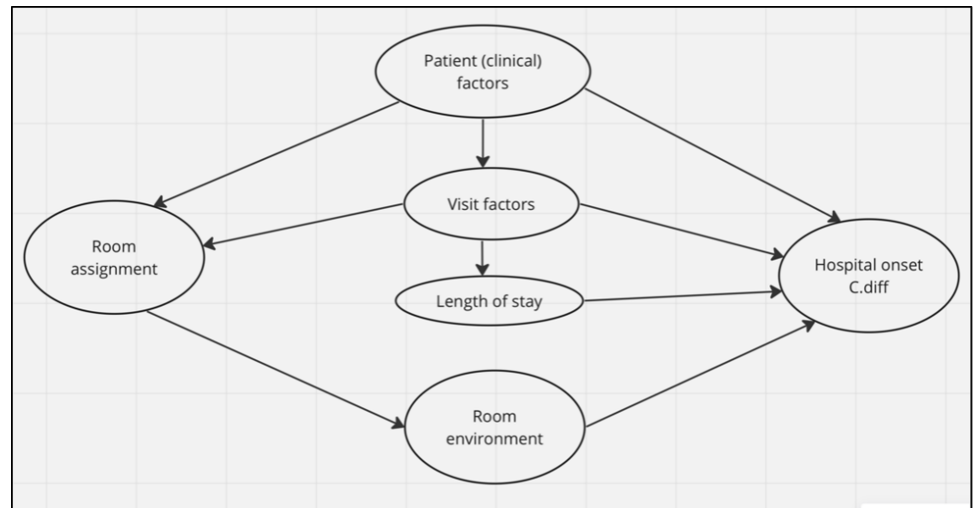 Patient (clinical)
factors
Visit factors
Room
assignment
Hospital onset
C.diff
Length of stay
Room
environment